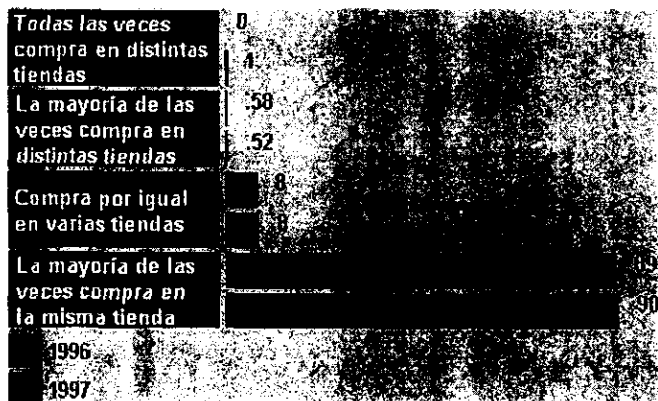 Todas las veces
compra en distintas
tiendas
0
1
La mayoría de las
veces compra en
distintas tiendas
.58
.52
Compra por igual
en varias tiendas
8
8
La mayoría de las
veces compra en
la misma tienda
89
90
1996
1997